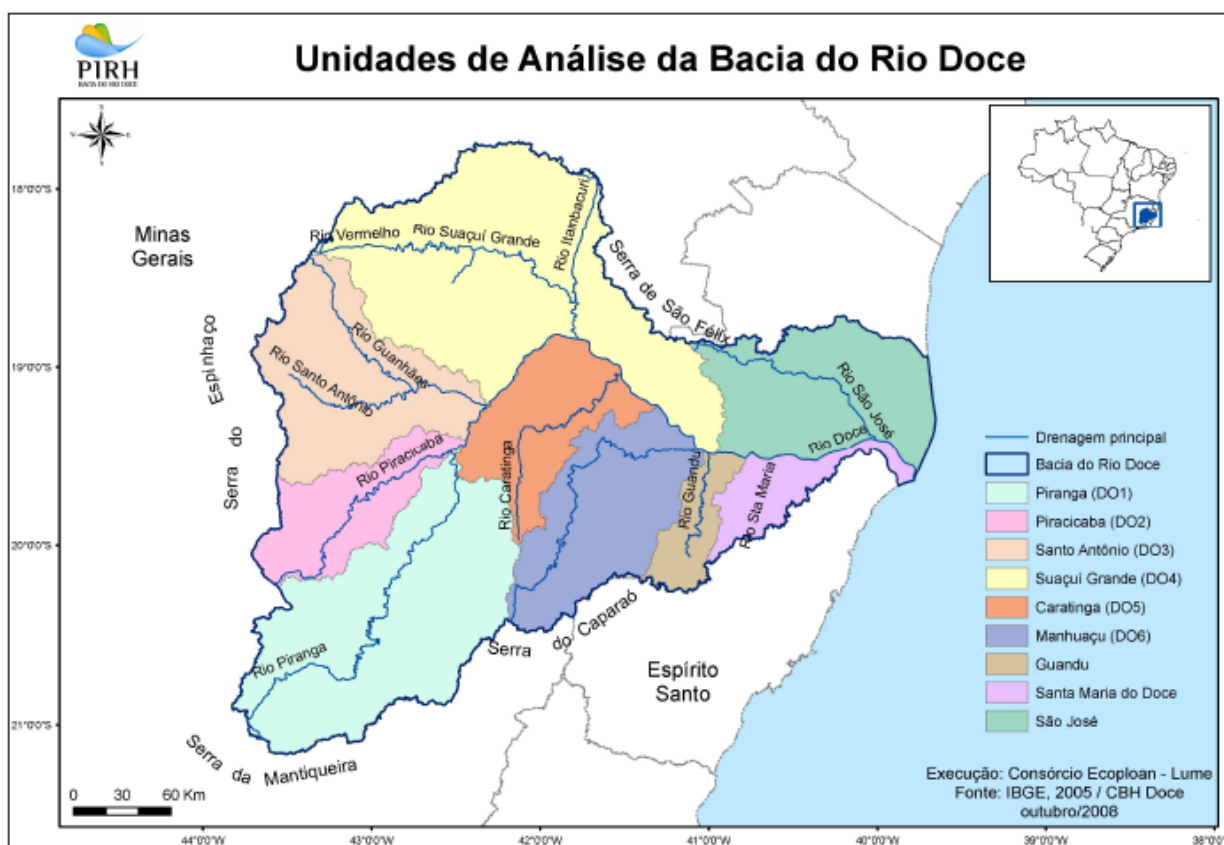 PIRH
BACIA DO RIO DOCE
Unidades de Análise da Bacia do Rio Doce
N
E
S
W
18°0'0"S
19°0'0"S
20°0'0"S
21°0'0"S
Minas
Gerais
Rio Vermelho
Rio Suaçuí Grande
Rio Itambacuri
Serra de São Félix
Rio Guanhães
Rio Santo Antônio
Serra do Espinhaço
Rio Piracicaba
Rio Caratinga
Rio Guandu
Rio Sta Maria
Rio Doce
Rio São José
Rio Piranga
Serra do Caparaó
Serra da Mantiqueira
Espírito
Santo
0 30 60 Km
Drenagem principal
Bacia do Rio Doce
Piranga (DO1)
Piracicaba (DO2)
Santo Antônio (DO3)
Suaçuí Grande (DO4)
Caratinga (DO5)
Manhuaçu (DO6)
Guandu
Santa Maria do Doce
São José
Execução: Consórcio Ecoploan - Lume
Fonte: IBGE, 2005 / CBH Doce
outubro/2008
44°0'0"W 43°0'0"W 42°0'0"W 41°0'0"W 40°0'0"W 39°0'0"W 38°0'0"W